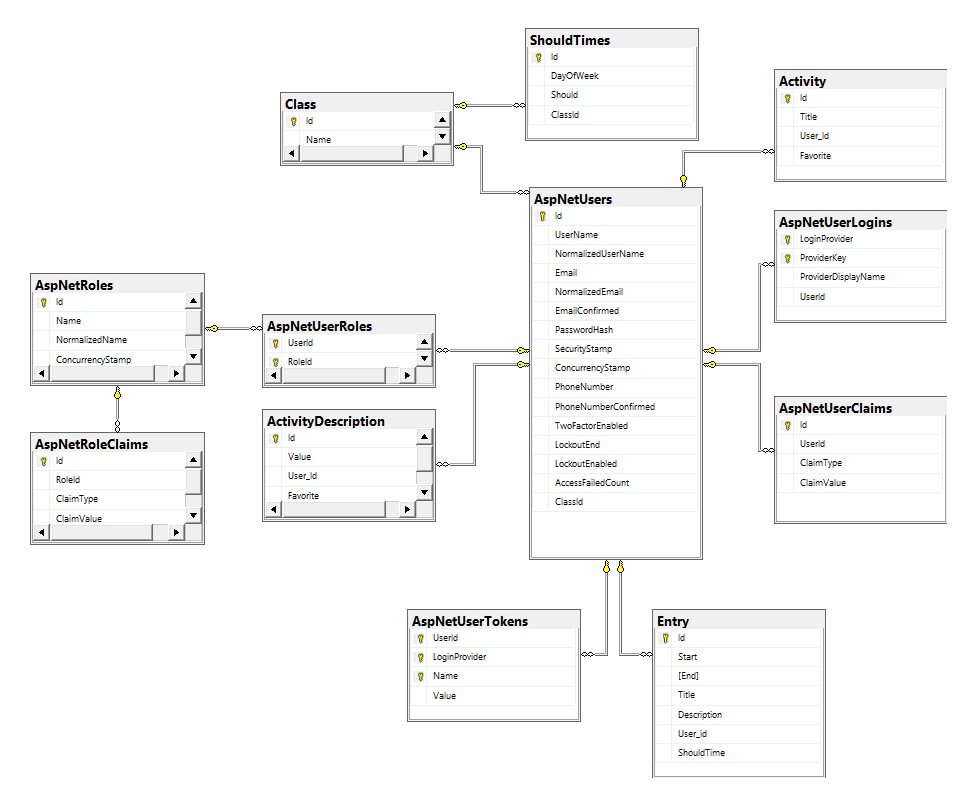 ShouldTimes
Id
DayOfWeek
Should
ClassId
Activity
Id
Title
User_Id
Favorite
Class
Id
Name
AspNetUsers
Id
UserName
NormalizedUserName
Email
NormalizedEmail
EmailConfirmed
PasswordHash
SecurityStamp
ConcurrencyStamp
PhoneNumber
PhoneNumberConfirmed
TwoFactorEnabled
LockoutEnd
LockoutEnabled
AccessFailedCount
ClassId
AspNetUserLogins
LoginProvider
ProviderKey
ProviderDisplayName
UserId
AspNetRoles
Id
Name
NormalizedName
ConcurrencyStamp
AspNetUserRoles
UserId
RoleId
ActivityDescription
Id
Value
User_Id
Favorite
AspNetRoleClaims
Id
RoleId
ClaimType
ClaimValue
AspNetUserClaims
Id
UserId
ClaimType
ClaimValue
AspNetUserTokens
UserId
LoginProvider
Name
Value
Entry
Id
Start
[End]
Title
Description
User_id
ShouldTime